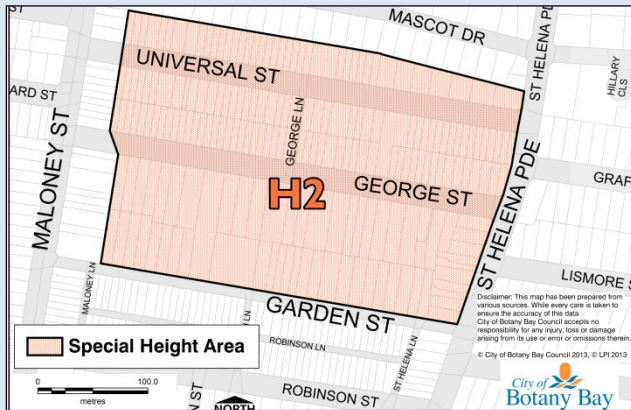 ST
MASCOT DR
ST HELENA PDE
UNIVERSAL ST
HILLARY
CLS
ARD ST
MALONEY ST
GEORGE LN
GEORGE ST
GRAF
H2
ST HELENA PDE
LISMORE S
MALONEY LN
GARDEN ST
Disclaimer: This map has been prepared from
various sources. While every care is taken to
ensure the accuracy of this data
City of Botany Bay Council accepts no
responsibility for any injury, loss or damage
arising from its use or error or omissions therein.
© City of Botany Bay Council 2013, © LPI 2013
Special Height Area
LN
ROBINSON LN
ST HELENA LN
0 100.0
metres
N ST
NORTH
ROBINSON ST
City of
Botany Bay